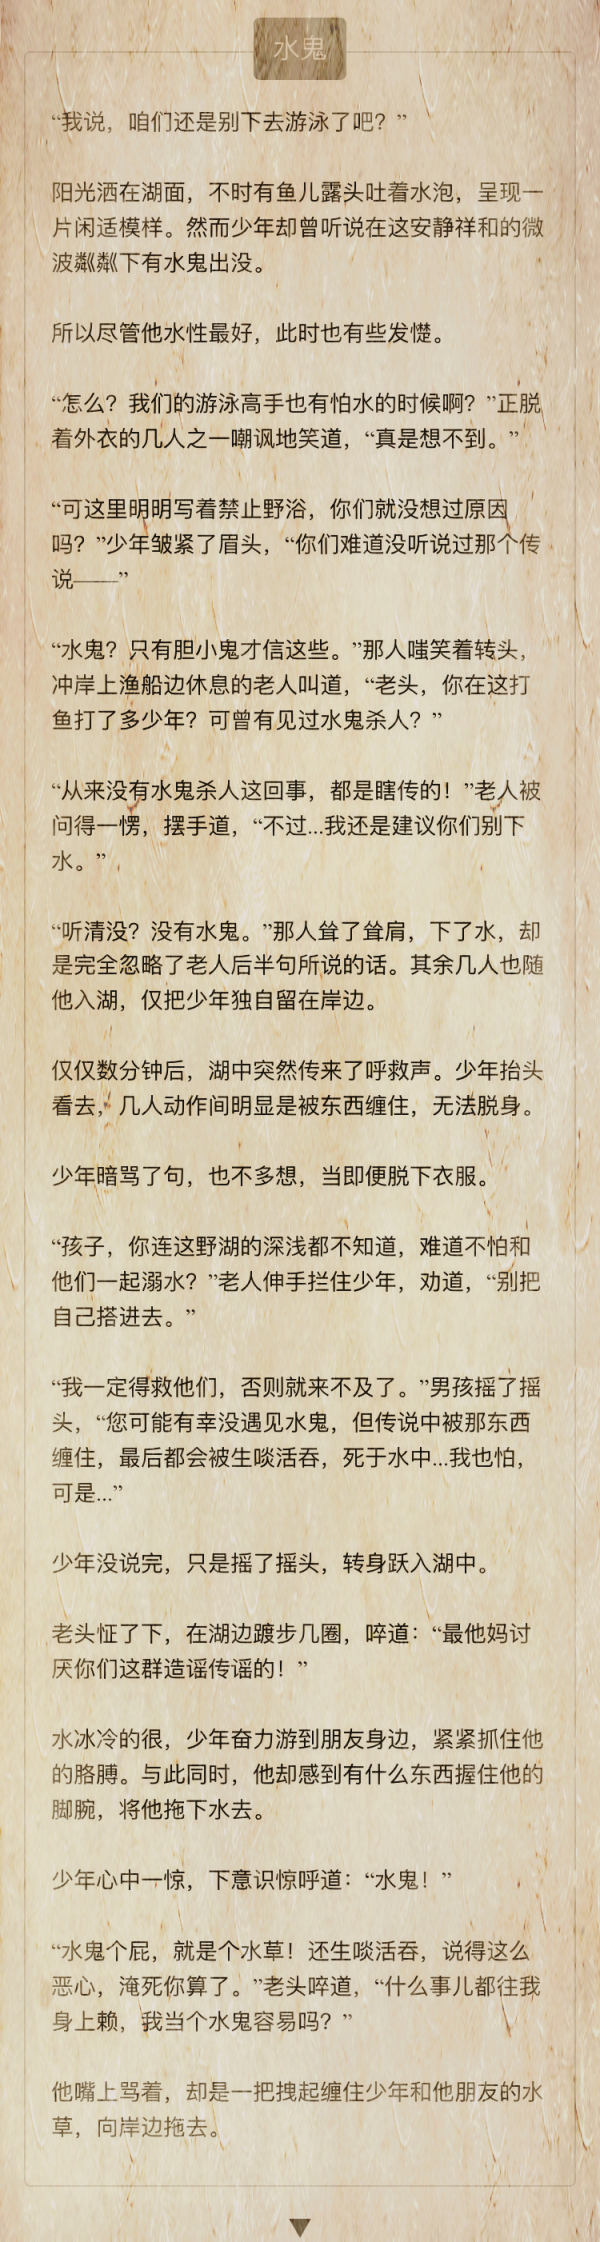 水鬼
“我说，咱们还是别下去游泳了吧？”
阳光洒在湖面，不时有鱼儿露头吐着水泡，呈现一
片闲适模样。然而少年却曾听说在这安静祥和的微
波粼粼下有水鬼出没。
所以尽管他水性最好，此时也有些发憷。
“怎么？我们的游泳高手也有怕水的时候啊？”正脱
着外衣的几人之一嘲讽地笑道，“真是想不到。”
“可这里明明写着禁止野浴，你们就没想过原因
吗？”少年皱紧了眉头，“你们难道没听说过那个传
说——”
“水鬼？只有胆小鬼才信这些。”那人嗤笑着转头，
冲岸上渔船边休息的老人叫道，“老头，你在这打
鱼打了多少年？可曾有见过水鬼杀人？”
“从来没有水鬼杀人这回事，都是瞎传的！”老人被
问得一愣，摆手道，“不过...我还是建议你们别下
水。”
“听清没？没有水鬼。”那人耸了耸肩，下了水，却
是完全忽略了老人后半句所说的话。其余几人也随
他入湖，仅把少年独自留在岸边。
仅仅数分钟后，湖中突然传来了呼救声。少年抬头
看去，几人动作间明显是被东西缠住，无法脱身。
少年暗骂了句，也不多想，当即便脱下衣服。
“孩子，你连这野湖的深浅都不知道，难道不怕和
他们一起溺水？”老人伸手拦住少年，劝道，“别把
自己搭进去。”
“我一定得救他们，否则就来不及了。”男孩摇了摇
头，“您可能有幸没遇见水鬼，但传说中被那东西
缠住，最后都会被生啖活吞，死于水中...我也怕，
可是...”
少年没说完，只是摇了摇头，转身跃入湖中。
老头怔了下，在湖边踱步几圈，啐道：“最他妈讨
厌你们这群造谣传谣的！”
水冰冷的很，少年奋力游到朋友身边，紧紧抓住他
的胳膊。与此同时，他却感到有什么东西握住他的
脚腕，将他拖下水去。
少年心中一惊，下意识惊呼道：“水鬼！”
“水鬼个屁，就是个水草！还生啖活吞，说得这么
恶心，淹死你算了。”老头啐道，“什么事儿都往我
身上赖，我当个水鬼容易吗？”
他嘴上骂着，却是一把拽起缠住少年和他朋友的水
草，向岸边拖去。